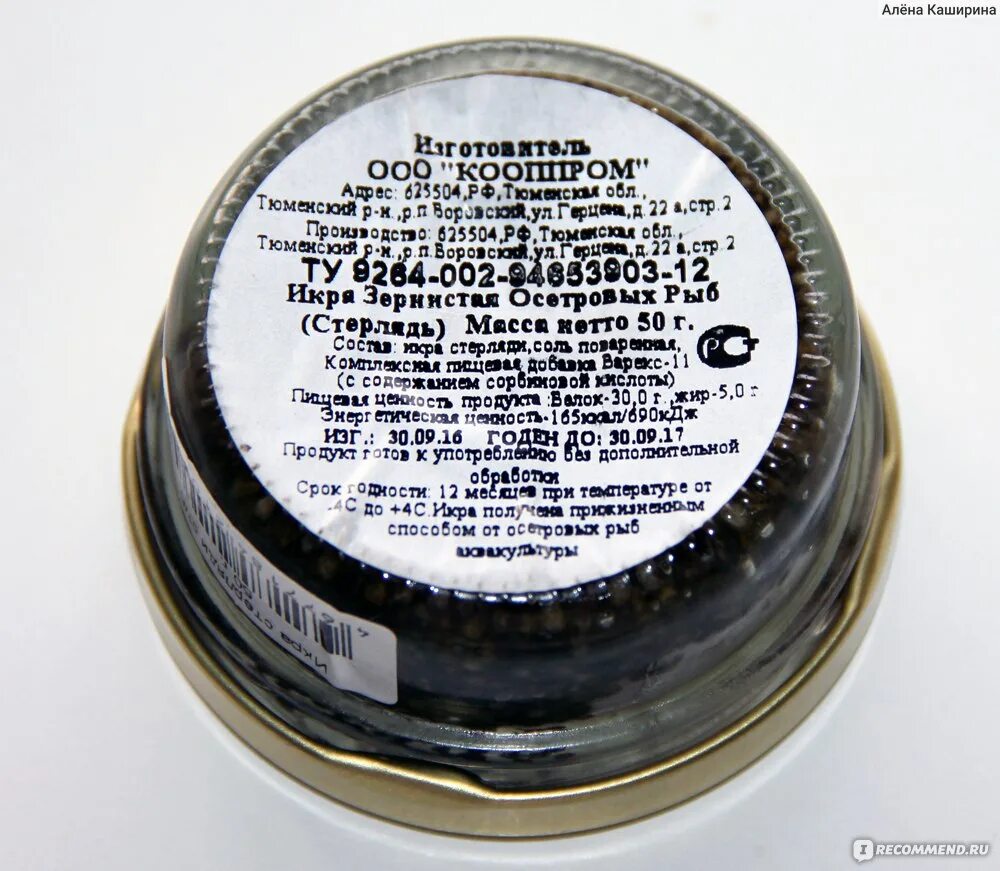 Алёна Каширина
Изготовитель
ООО "КООППРОМ"
Адрес: 625504,РФ,Тюменская обл.,
Тюменский р-н.,р.п.Боровский,ул.Герцена,д.22 а,стр.2
Производство: 625504,РФ,Тюменская обл.,
Тюменский р-н.,р.п.Боровский,ул.Герцена,д.22 а,стр.2
ТУ 9264-002-94653903-12
Икра Зернистая Осетровых Рыб
(Стерлядь) Масса нетто 50 г.
Состав: икра стерляди,соль поваренная,
Комплексная пищевая добавка Варекс-11
(с содержанием сорбиновой кислоты)
Пищевая ценность продукта :Белок-30,0 г.,жир-5,0 г
Энергетическая ценность-165ккал/690кДж
ИЗГ.: 30.09.16 ГОДЕН ДО: 30.09.17
Продукт готов к употреблению без дополнительной
обработки
Срок годности: 12 месяцев при температуре от
-4С до +4С.Икра получена прижизненным
способом от осетровых рыб
аквакультуры
Икра
I RECOMMEND.RU